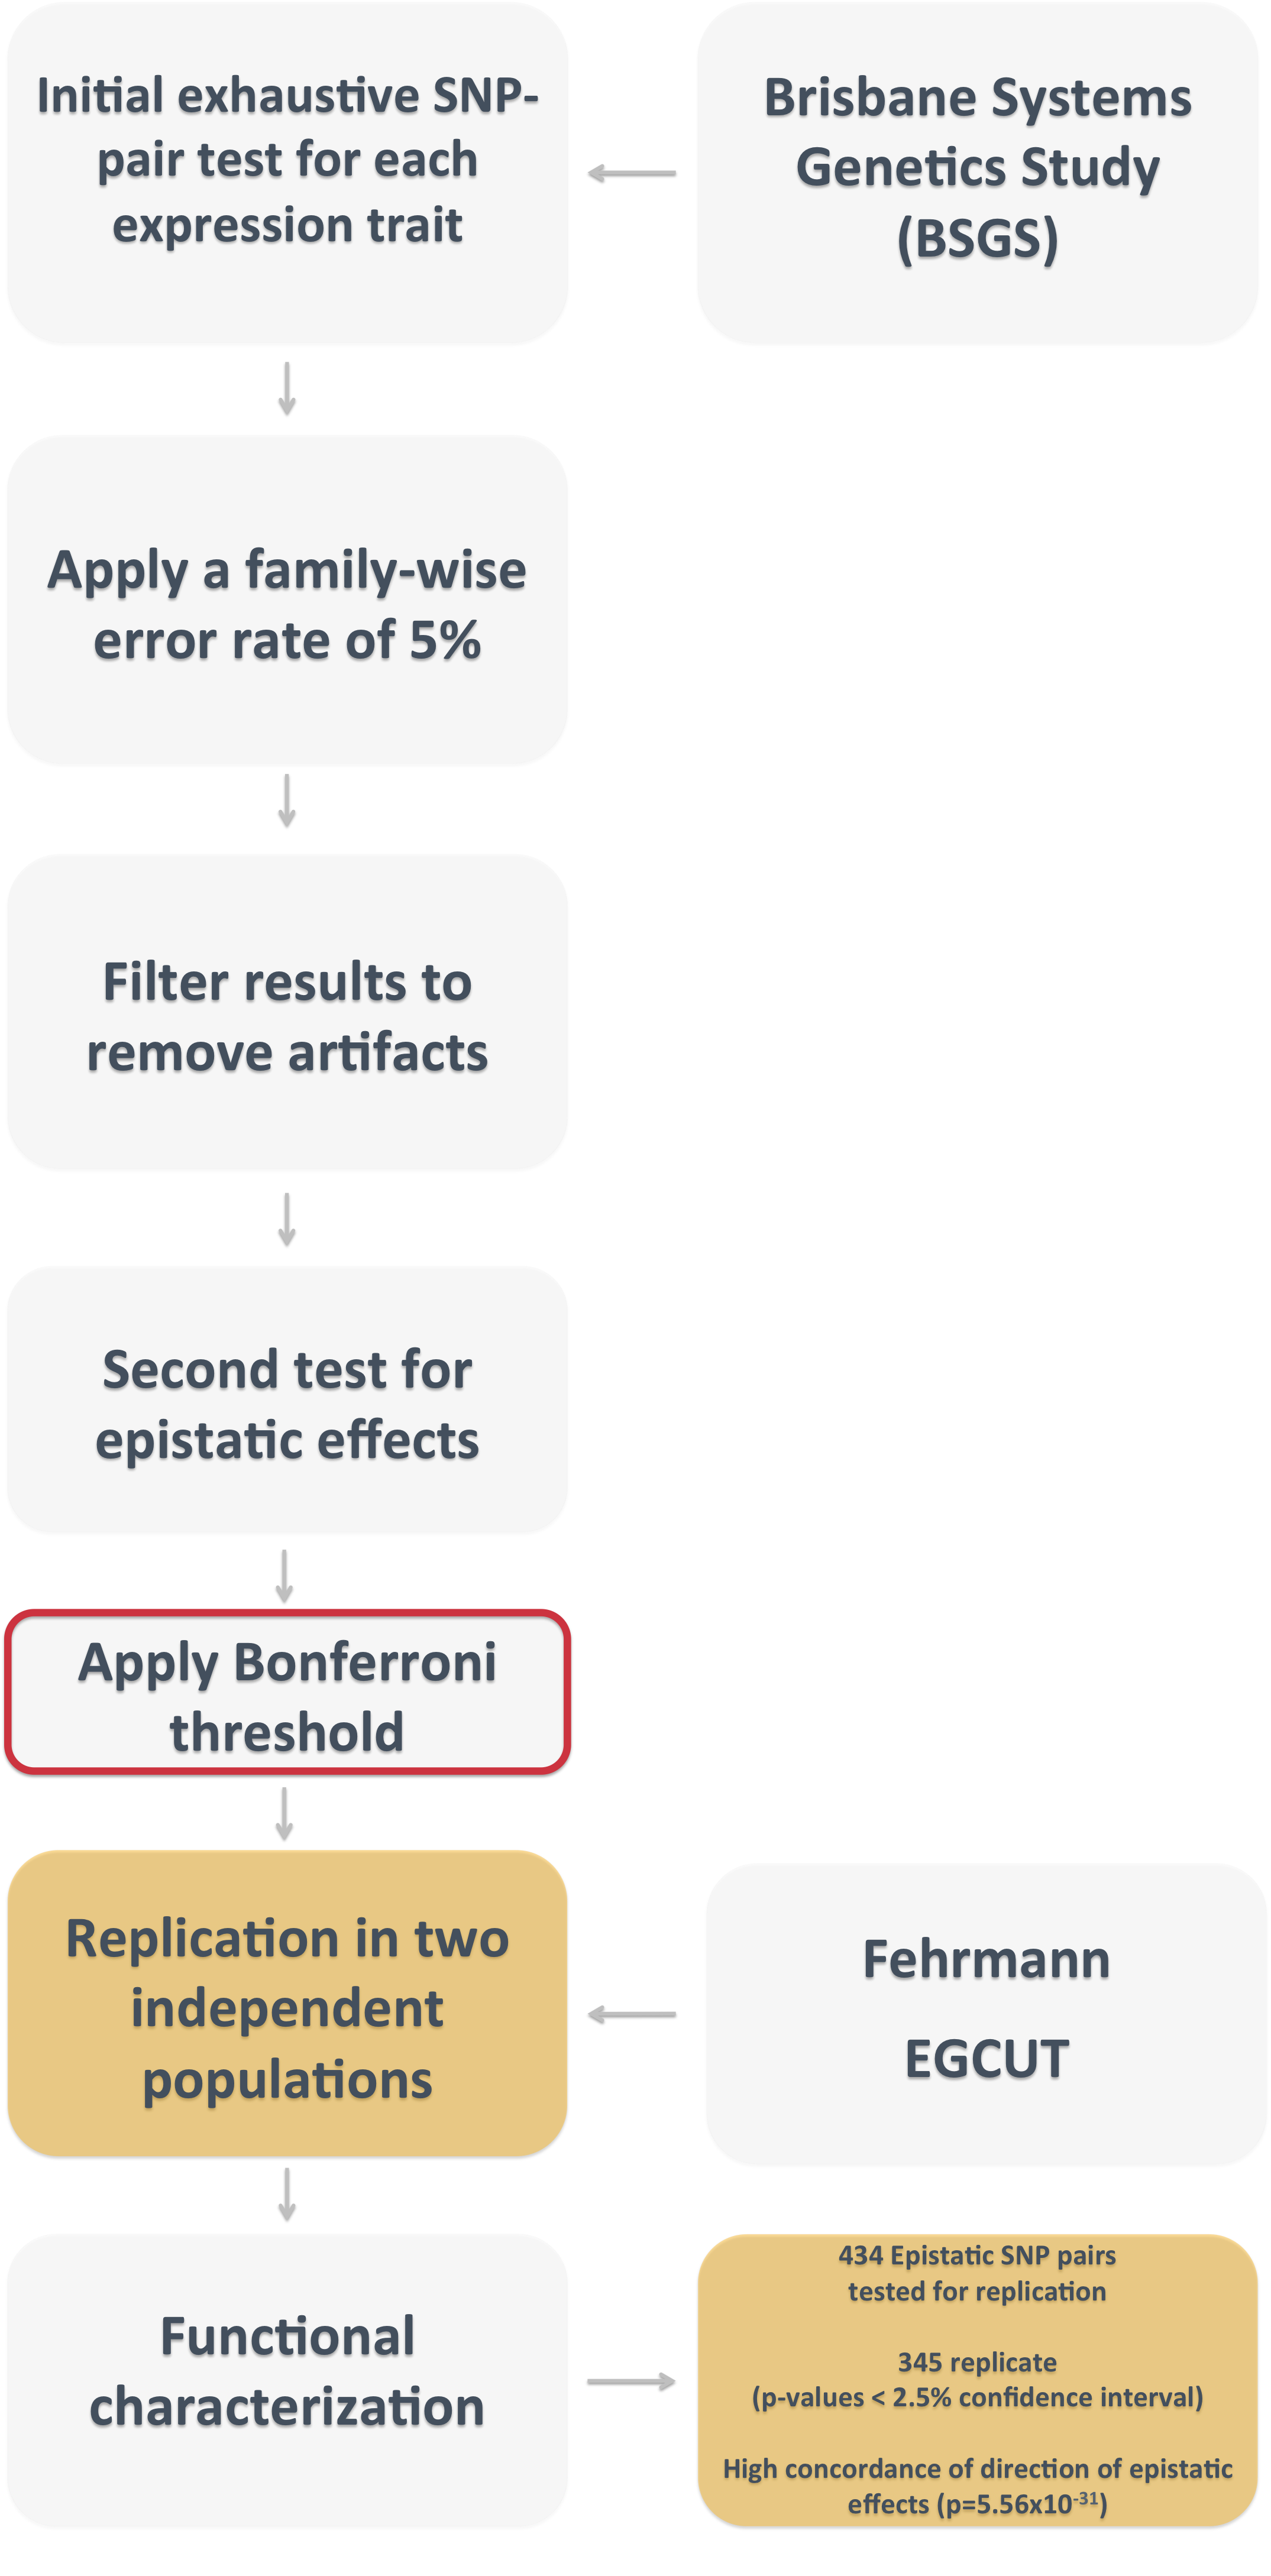 Initial exhaustive SNP-
pair test for each
expression trait
Brisbane Systems
Genetics Study
(BSGS)
Apply a family-wise
error rate of 5%
Filter results to
remove artifacts
Second test for
epistatic effects
Apply Bonferroni
threshold
Replication in two
independent
populations
Fehrmann
EGCUT
Functional
characterization
434 Epistatic SNP pairs
tested for replication
345 replicate
(p-values < 2.5% confidence interval)
High concordance of direction of epistatic
effects (p=5.56x10⁻³¹)